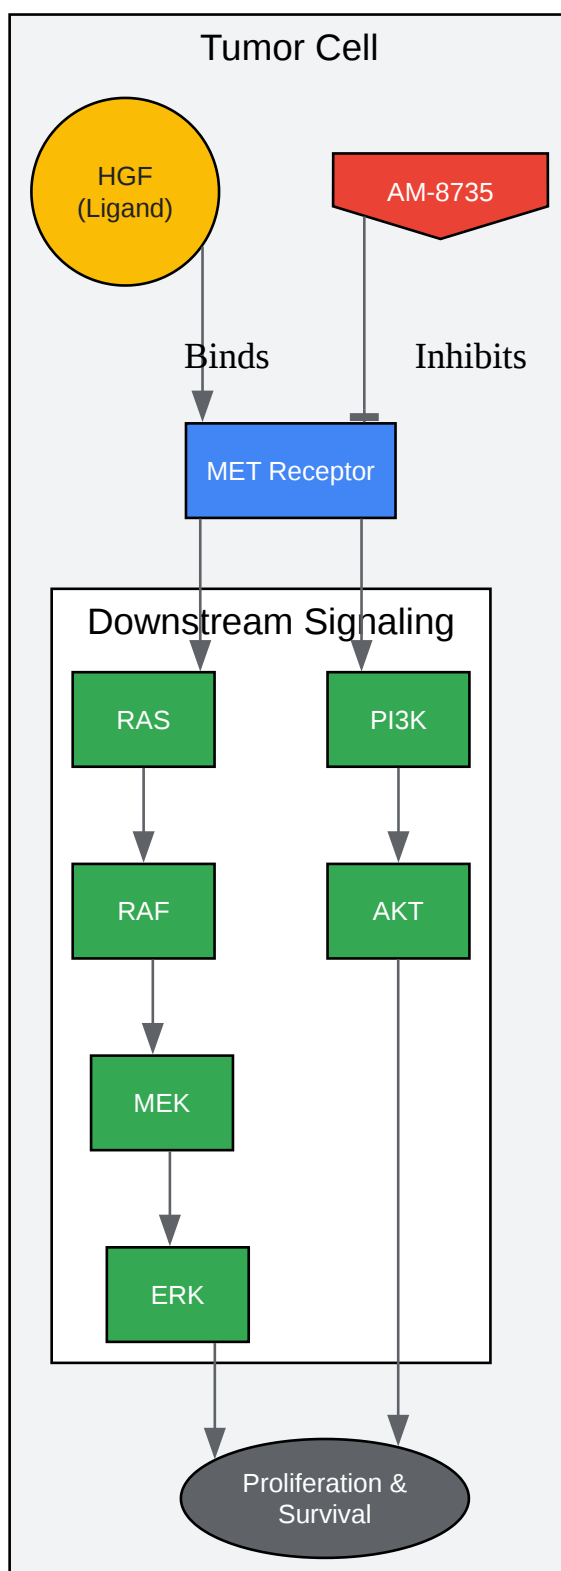 Tumor Cell
HGF
(Ligand)
AM-8735
Binds
Inhibits
MET Receptor
Downstream Signaling
RAS
PI3K
RAF
AKT
MEK
ERK
Proliferation &
Survival